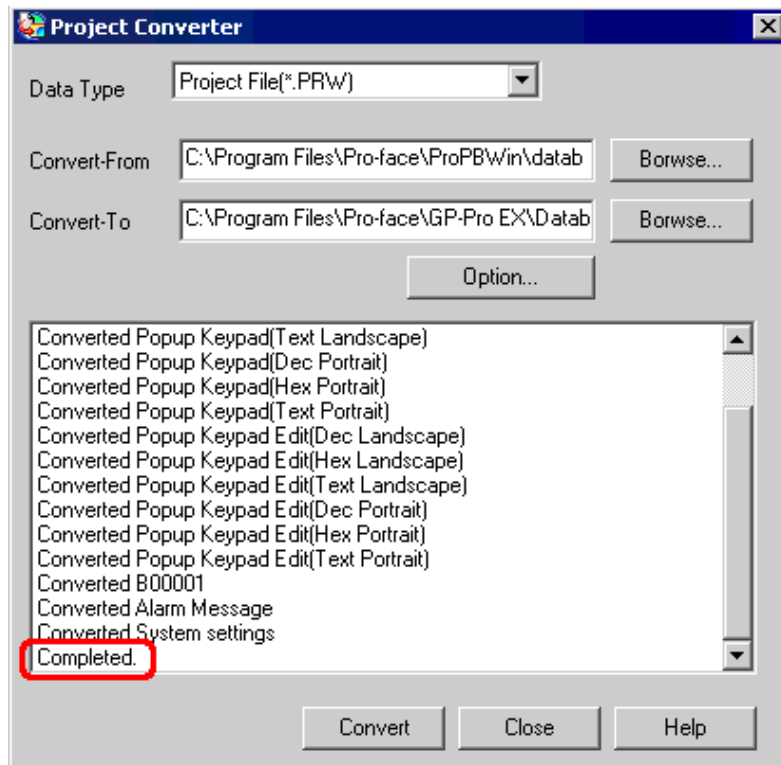 Project Converter
Data Type Project File(*.PRW)
Convert-From C:\Program Files\Pro-face\ProPBWin\datab Borwse...
Convert-To C:\Program Files\Pro-face\GP-Pro EX\Datab Borwse...
Option...
Converted Popup Keypad(Text Landscape)
Converted Popup Keypad(Dec Portrait)
Converted Popup Keypad(Hex Portrait)
Converted Popup Keypad(Text Portrait)
Converted Popup Keypad Edit(Dec Landscape)
Converted Popup Keypad Edit(Hex Landscape)
Converted Popup Keypad Edit(Text Landscape)
Converted Popup Keypad Edit(Dec Portrait)
Converted Popup Keypad Edit(Hex Portrait)
Converted Popup Keypad Edit(Text Portrait)
Converted B00001
Converted Alarm Message
Converted System settings
Completed.
Convert Close Help